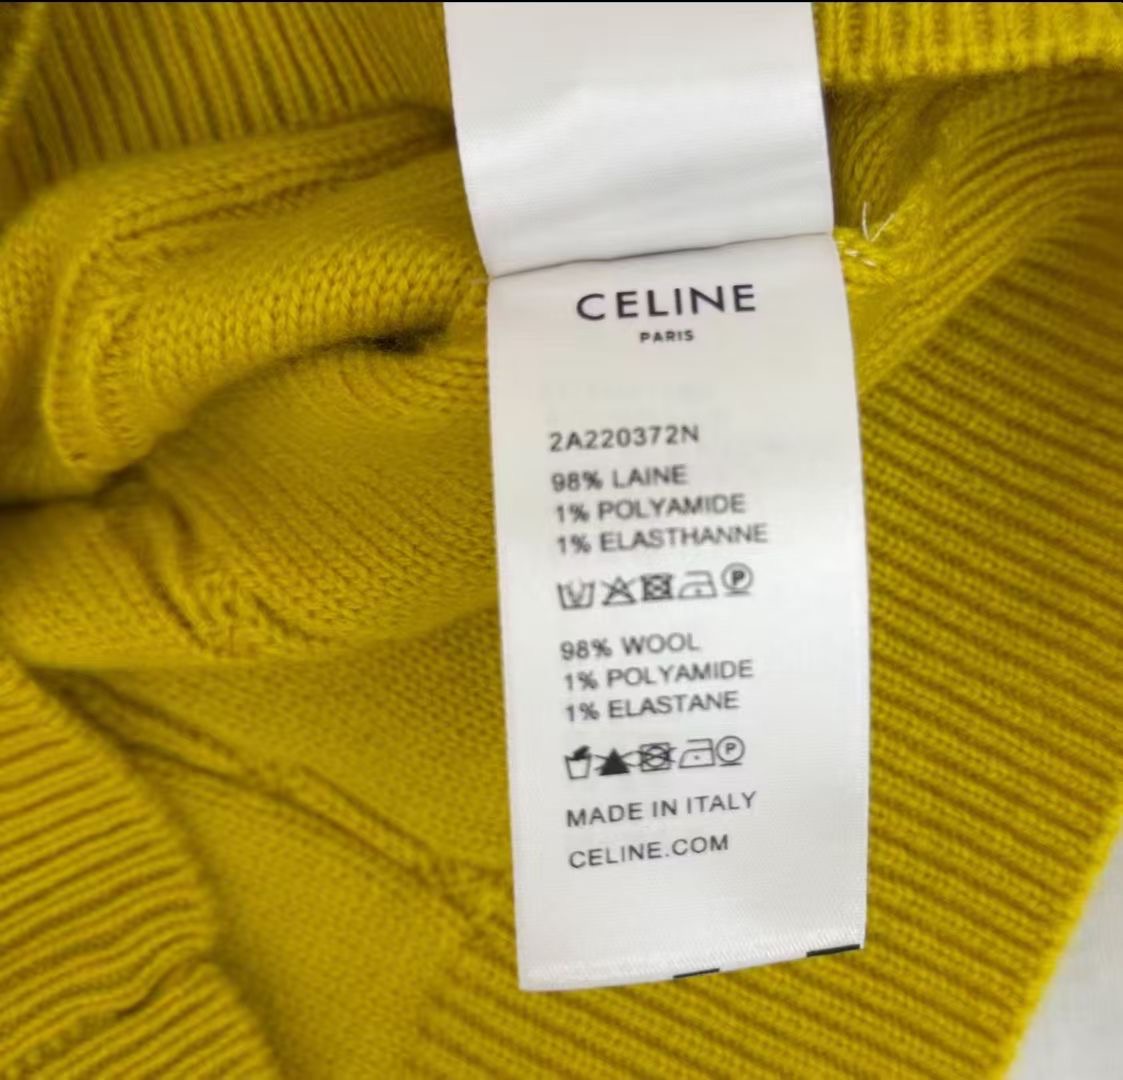 CELINE
PARIS
2A220372N
98% LAINE
1% POLYAMIDE
1% ELASTHANNE
P
98% WOOL
1% POLYAMIDE
1% ELASTANE
P
MADE IN ITALY
CELINE.COM